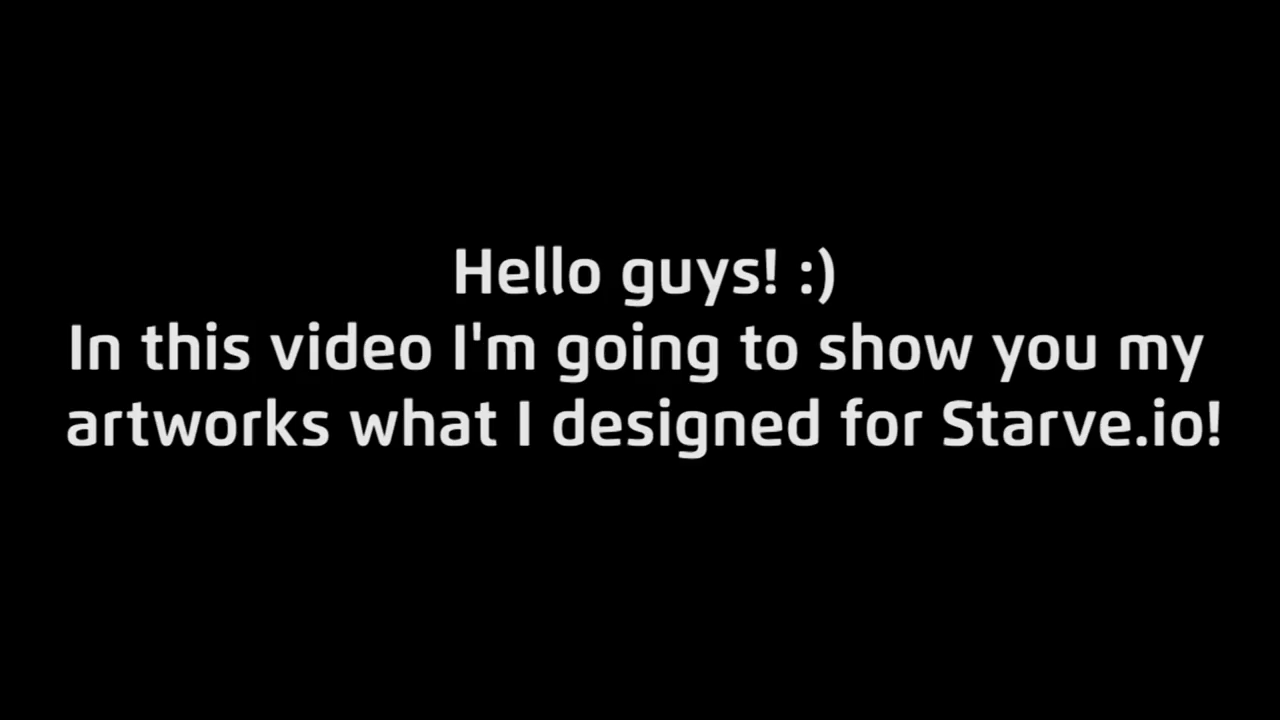 Hello guys! :)
In this video I'm going to show you my
artworks what I designed for Starve.io!